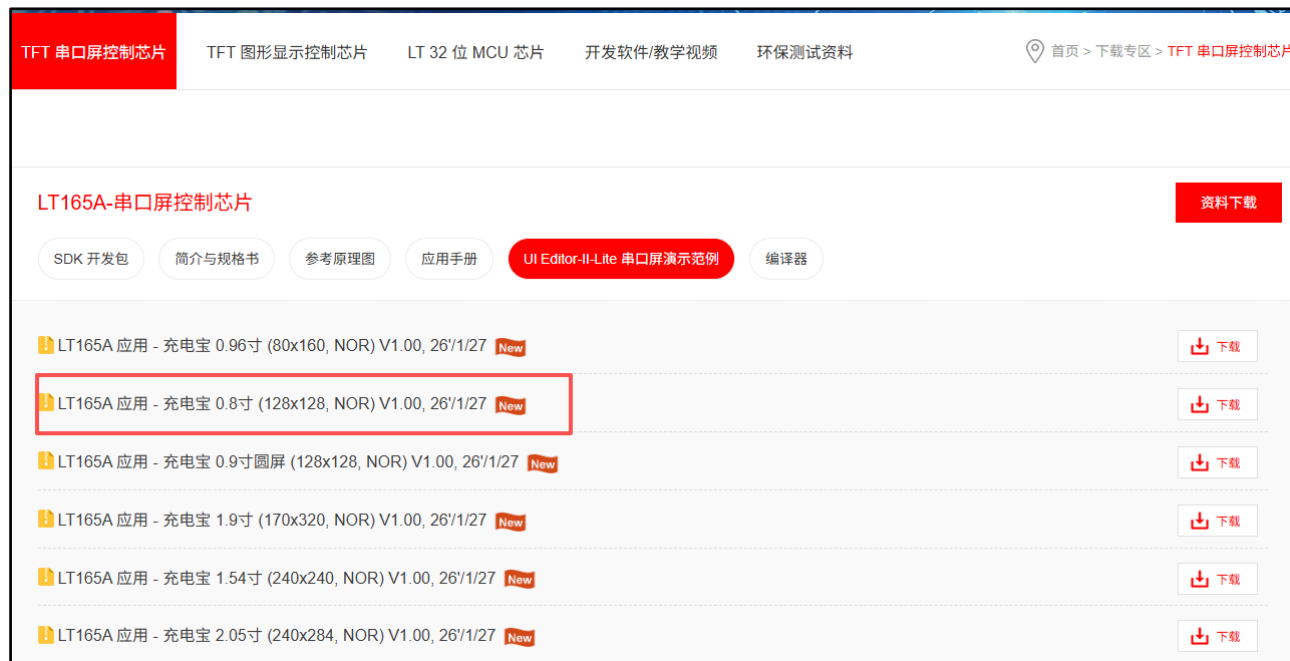 TFT 串口屏控制芯片
TFT 图形显示控制芯片
LT 32 位 MCU 芯片
开发软件/教学视频
环保测试资料
首页 > 下载专区 > TFT 串口屏控制芯片
LT165A-串口屏控制芯片
资料下载
SDK 开发包
简介与规格书
参考原理图
应用手册
UI Editor-II-Lite 串口屏演示范例
编译器
LT165A 应用 - 充电宝 0.96寸 (80x160, NOR) V1.00, 26'/1/27 New 下载
LT165A 应用 - 充电宝 0.8寸 (128x128, NOR) V1.00, 26'/1/27 New 下载
LT165A 应用 - 充电宝 0.9寸圆屏 (128x128, NOR) V1.00, 26'/1/27 New 下载
LT165A 应用 - 充电宝 1.9寸 (170x320, NOR) V1.00, 26'/1/27 New 下载
LT165A 应用 - 充电宝 1.54寸 (240x240, NOR) V1.00, 26'/1/27 New 下载
LT165A 应用 - 充电宝 2.05寸 (240x284, NOR) V1.00, 26'/1/27 New 下载